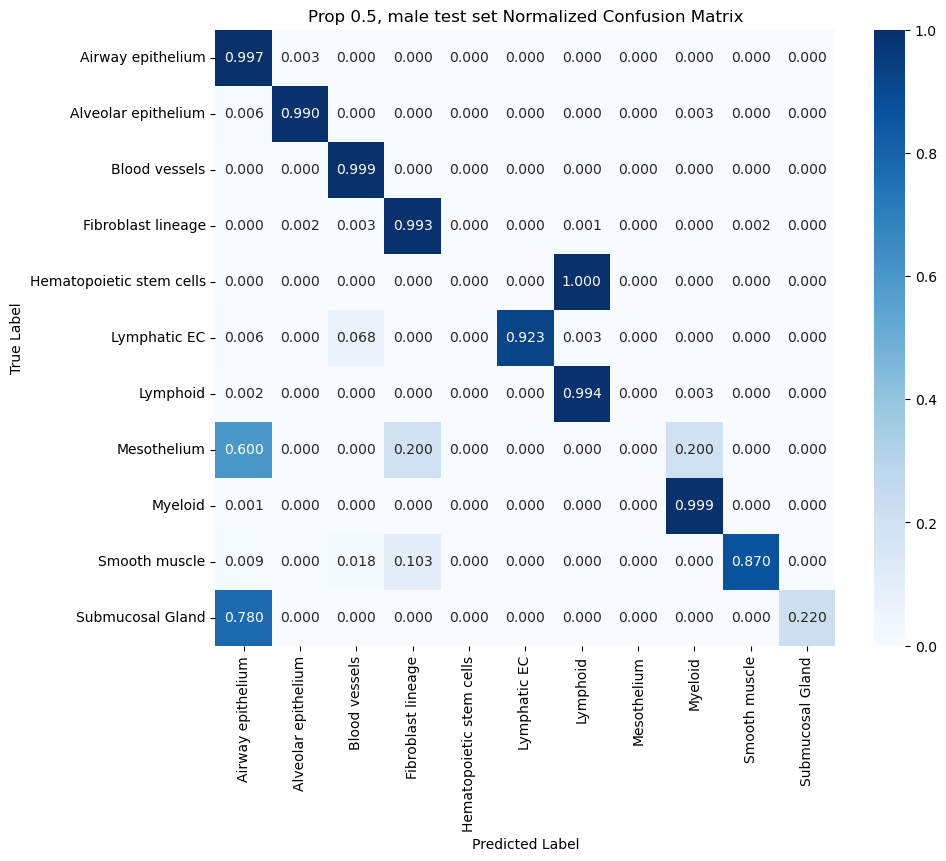 Prop 0.5, male test set Normalized Confusion Matrix
True Label
Airway epithelium 0.997 0.003 0.000 0.000 0.000 0.000 0.000 0.000 0.000 0.000 0.000
Alveolar epithelium 0.006 0.990 0.000 0.000 0.000 0.000 0.000 0.000 0.003 0.000 0.000
Blood vessels 0.000 0.000 0.999 0.000 0.000 0.000 0.000 0.000 0.000 0.000 0.000
Fibroblast lineage 0.000 0.002 0.003 0.993 0.000 0.000 0.001 0.000 0.000 0.002 0.000
Hematopoietic stem cells 0.000 0.000 0.000 0.000 0.000 0.000 1.000 0.000 0.000 0.000 0.000
Lymphatic EC 0.006 0.000 0.068 0.000 0.000 0.923 0.003 0.000 0.000 0.000 0.000
Lymphoid 0.002 0.000 0.000 0.000 0.000 0.000 0.994 0.000 0.003 0.000 0.000
Mesothelium 0.600 0.000 0.000 0.200 0.000 0.000 0.000 0.000 0.200 0.000 0.000
Myeloid 0.001 0.000 0.000 0.000 0.000 0.000 0.000 0.000 0.999 0.000 0.000
Smooth muscle 0.009 0.000 0.018 0.103 0.000 0.000 0.000 0.000 0.000 0.870 0.000
Submucosal Gland 0.780 0.000 0.000 0.000 0.000 0.000 0.000 0.000 0.000 0.000 0.220
Airway epithelium
Alveolar epithelium
Blood vessels
Fibroblast lineage
Hematopoietic stem cells
Lymphatic EC
Lymphoid
Mesothelium
Myeloid
Smooth muscle
Submucosal Gland
Predicted Label
1.0
0.8
0.6
0.4
0.2
0.0